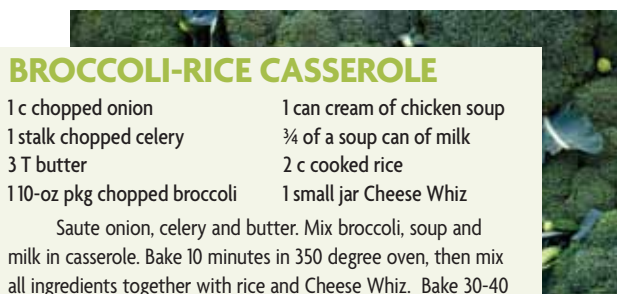 BROCCOLI-RICE CASSEROLE
1 c chopped onion
1 stalk chopped celery
3 T butter
1 10-oz pkg chopped broccoli
1 can cream of chicken soup
¾ of a soup can of milk
2 c cooked rice
1 small jar Cheese Whiz
Saute onion, celery and butter. Mix broccoli, soup and
milk in casserole. Bake 10 minutes in 350 degree oven, then mix
all ingredients together with rice and Cheese Whiz. Bake 30-40